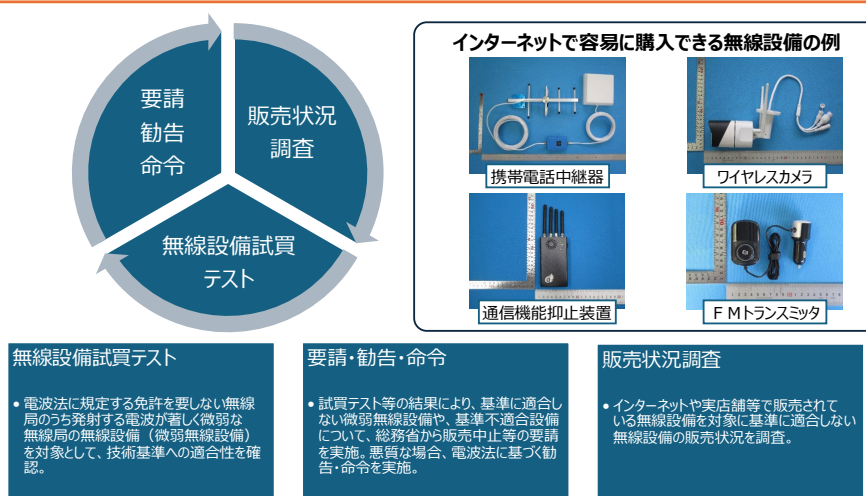 要請
勧告
命令
販売状況
調査
無線設備試買
テスト
インターネットで容易に購入できる無線設備の例
携帯電話中継器
ワイヤレスカメラ
通信機能抑止装置
ＦＭトランスミッタ
無線設備試買テスト
• 電波法に規定する免許を要しない無線
局のうち発射する電波が著しく微弱な
無線局の無線設備（微弱無線設備）
を対象として、技術基準への適合性を確
認。
要請・勧告・命令
• 試買テスト等の結果により、基準に適合し
ない微弱無線設備や、基準不適合設備
について、総務省から販売中止等の要請
を実施。悪質な場合、電波法に基づく勧
告・命令を実施。
販売状況調査
• インターネットや実店舗等で販売されて
いる無線設備を対象に基準に適合しない
無線設備の販売状況を調査。